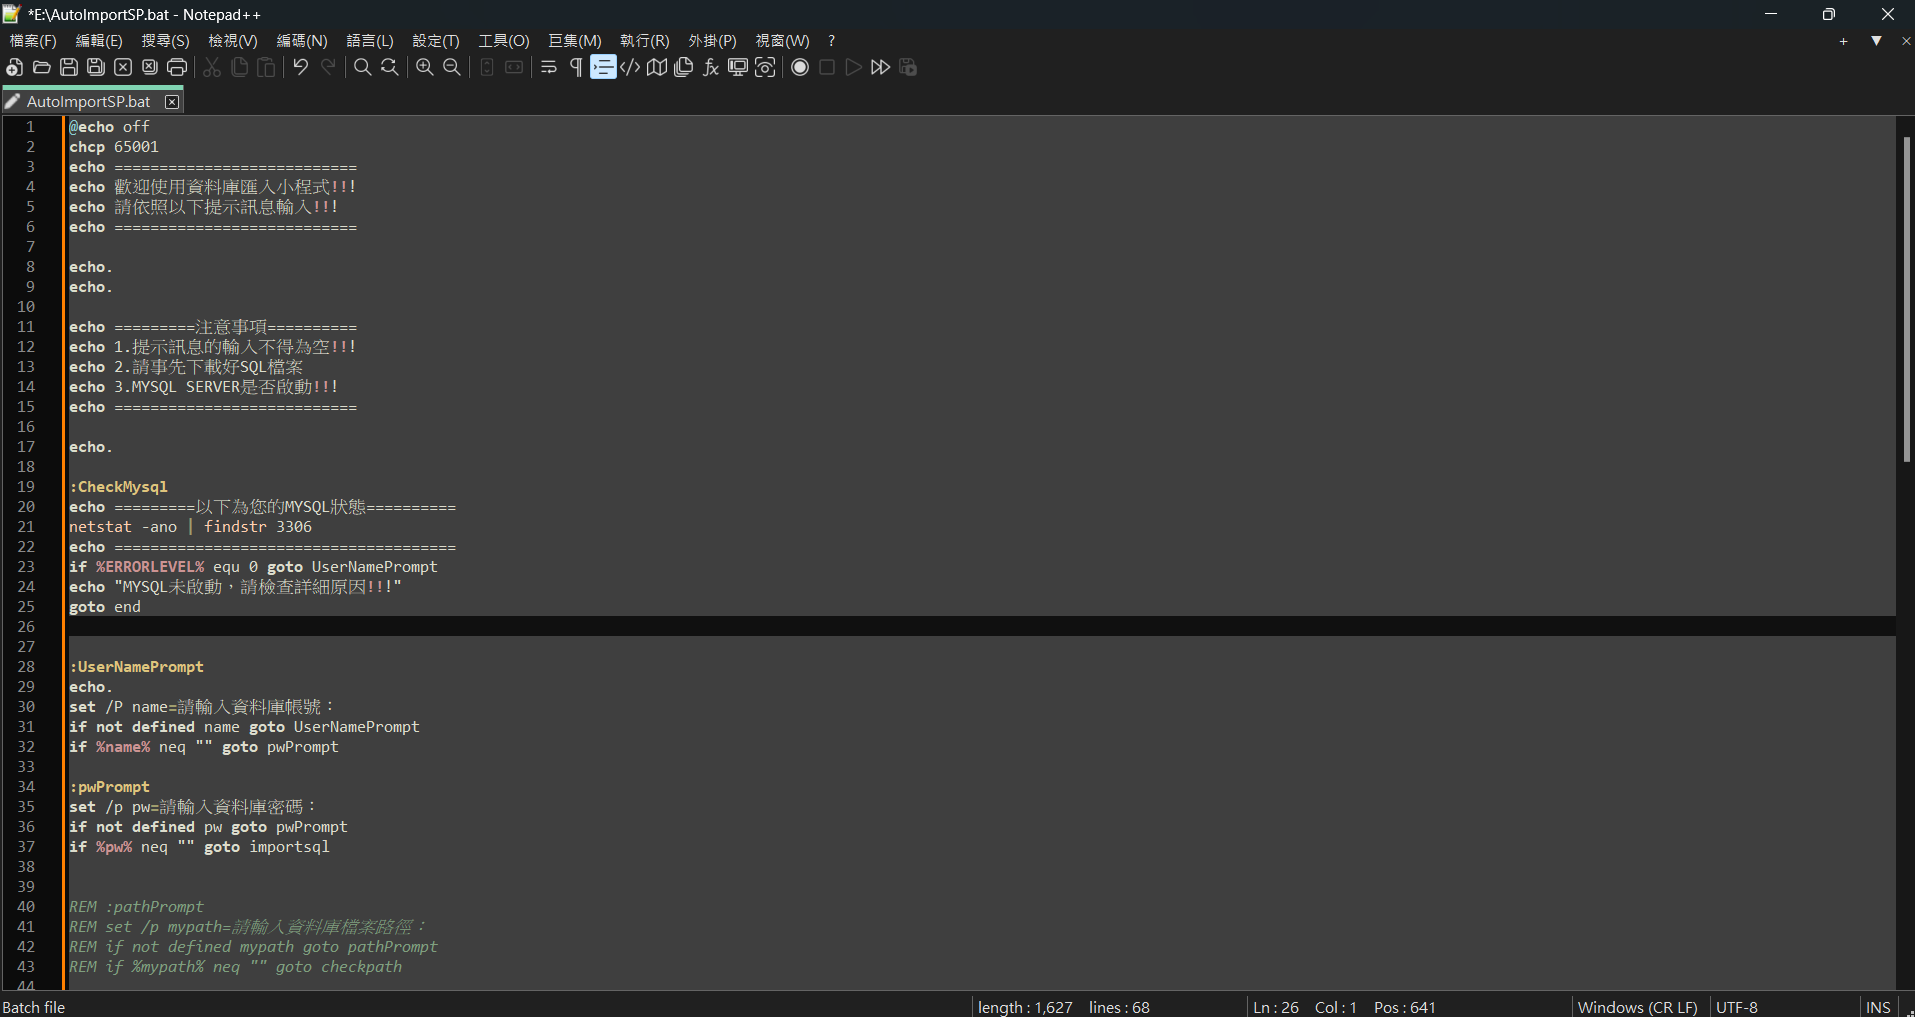 *E:\AutoImportSP.bat - Notepad++
檔案(F) 編輯(E) 搜尋(S) 檢視(V) 編碼(N) 語言(L) 設定(T) 工具(O) 巨集(M) 執行(R) 外掛(P) 視窗(W) ?
AutoImportSP.bat
1 @echo off
2 chcp 65001
3 echo ===========================
4 echo 歡迎使用資料庫匯入小程式!!!
5 echo 請依照以下提示訊息輸入!!!
6 echo ===========================
7
8 echo.
9 echo.
10
11 echo =========注意事項==========
12 echo 1.提示訊息的輸入不得為空!!!
13 echo 2.請事先下載好SQL檔案
14 echo 3.MYSQL SERVER是否啟動!!!
15 echo ===========================
16
17 echo.
18
19 :CheckMysql
20 echo =========以下為您的MYSQL狀態==========
21 netstat -ano | findstr 3306
22 echo ======================================
23 if %ERRORLEVEL% equ 0 goto UserNamePrompt
24 echo "MYSQL未啟動，請檢查詳細原因!!!"
25 goto end
26
27
28 :UserNamePrompt
29 echo.
30 set /P name=請輸入資料庫帳號：
31 if not defined name goto UserNamePrompt
32 if %name% neq "" goto pwPrompt
33
34 :pwPrompt
35 set /p pw=請輸入資料庫密碼：
36 if not defined pw goto pwPrompt
37 if %pw% neq "" goto importsql
38
39
40 REM :pathPrompt
41 REM set /p mypath=請輸入資料庫檔案路徑：
42 REM if not defined mypath goto pathPrompt
43 REM if %mypath% neq "" goto checkpath
44
Batch file length : 1,627 lines : 68 Ln : 26 Col : 1 Pos : 641 Windows (CR LF) UTF-8 INS